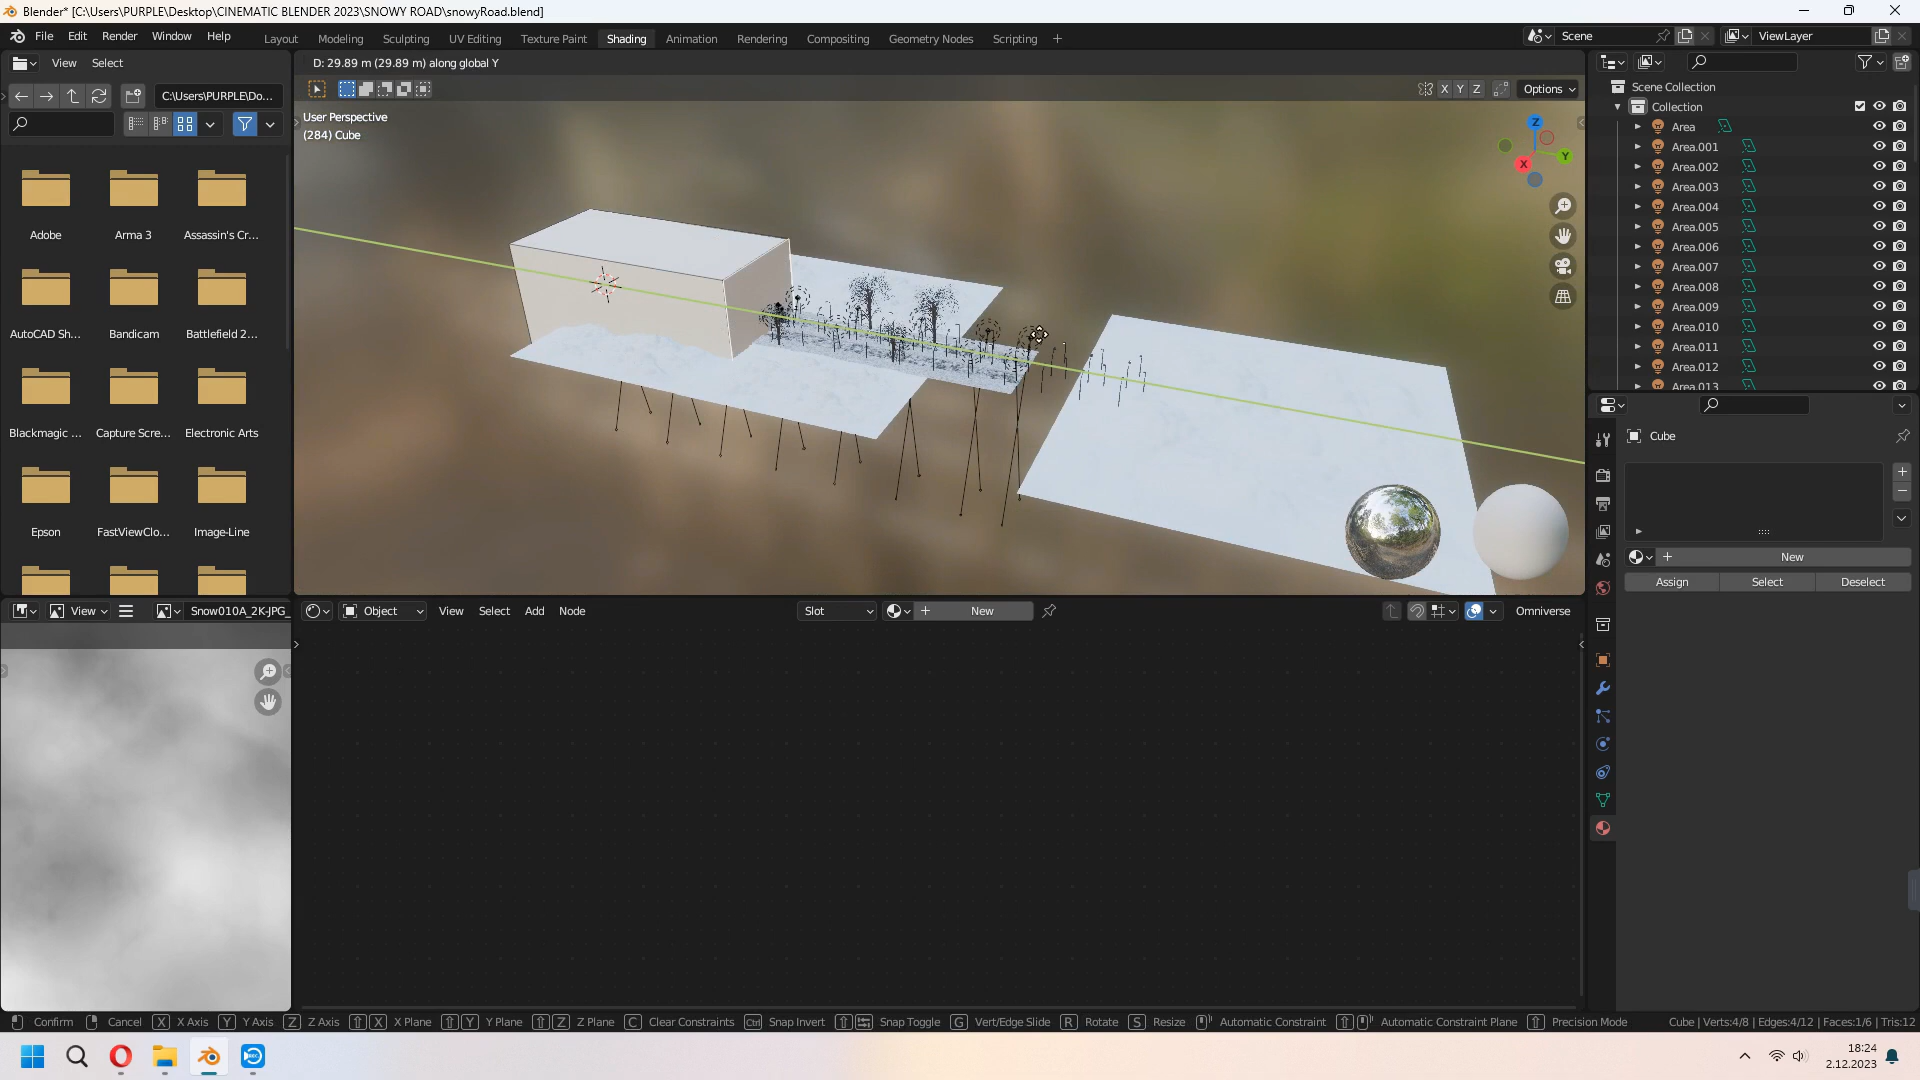 Blender* [C:\Users\PURPLE\Desktop\CINEMATIC BLENDER 2023\SNOWY ROAD\snowyRoad.blend]
File Edit Render Window Help Layout Modeling Sculpting UV Editing Texture Paint Shading Animation Rendering Compositing Geometry Nodes Scripting + Scene ViewLayer
View Select
D: 29.89 m (29.89 m) along global Y
C:\Users\PURPLE\Do...
X Y Z Options
User Perspective
(284) Cube
Z
Y
X
Adobe Arma 3 Assassin's Cr...
AutoCAD Sh... Bandicam Battlefield 2...
Blackmagic ... Capture Scre... Electronic Arts
Epson FastViewClo... Image-Line
Scene Collection
Collection
Area
Area.001
Area.002
Area.003
Area.004
Area.005
Area.006
Area.007
Area.008
Area.009
Area.010
Area.011
Area.012
Area.013
Cube
New
Assign Select Deselect
View Snow010A_2K-JPG_
Object View Select Add Node Slot New Omniverse
Confirm Cancel X X Axis Y Y Axis Z Z Axis X X Plane Y Y Plane Z Z Plane C Clear Constraints Ctrl Snap Invert Snap Toggle G Vert/Edge Slide R Rotate S Resize Automatic Constraint Automatic Constraint Plane Precision Mode Cube | Verts:4/8 | Edges:4/12 | Faces:1/6 | Tris:12
18:24
2.12.2023